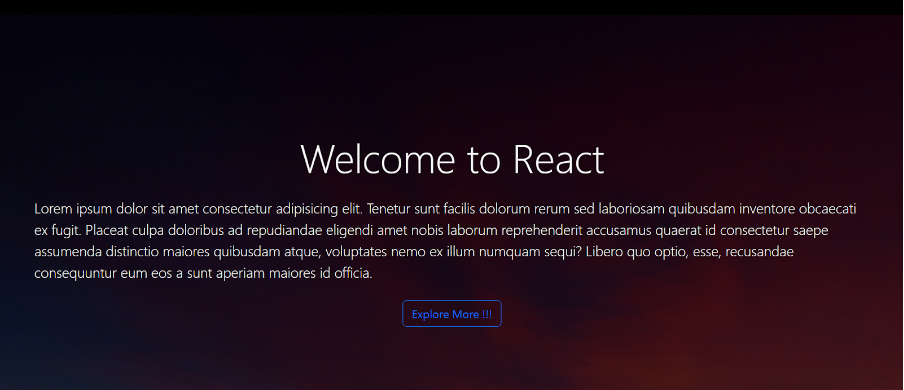 Welcome to React
Lorem ipsum dolor sit amet consectetur adipisicing elit. Tenetur sunt facilis dolorum rerum sed laboriosam quibusdam inventore obcaecati
ex fugit. Placeat culpa doloribus ad repudiandae eligendi amet nobis laborum reprehenderit accusamus quaerat id consectetur saepe
assumenda distinctio maiores quibusdam atque, voluptates nemo ex illum numquam sequi? Libero quo optio, esse, recusandae
consequuntur eum eos a sunt aperiam maiores id officia.
Explore More !!!